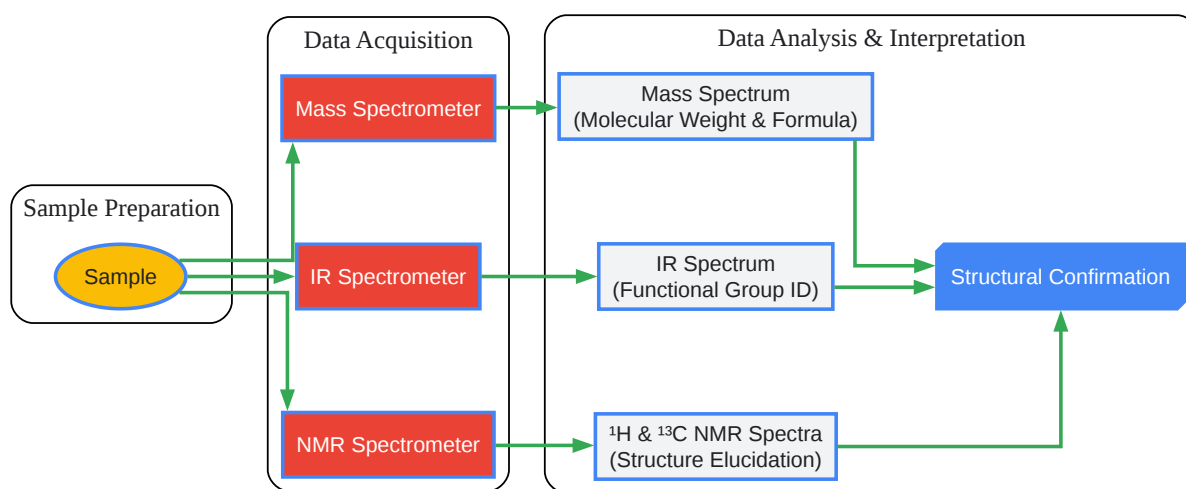 Data Acquisition
Data Analysis & Interpretation
Mass Spectrometer
Mass Spectrum
(Molecular Weight & Formula)
Sample Preparation
Sample
IR Spectrometer
IR Spectrum
(Functional Group ID)
Structural Confirmation
NMR Spectrometer
¹H & ¹³C NMR Spectra
(Structure Elucidation)